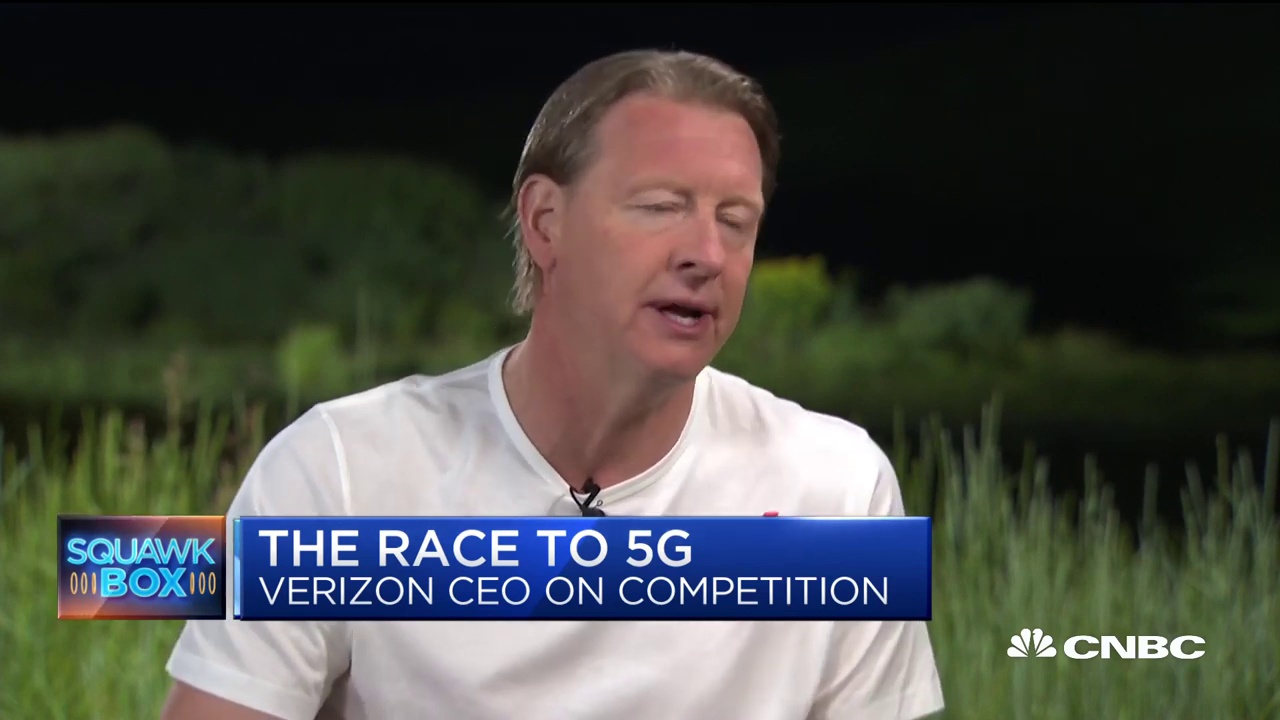 SQUAWK
BOX
THE RACE TO 5G
VERIZON CEO ON COMPETITION
CNBC